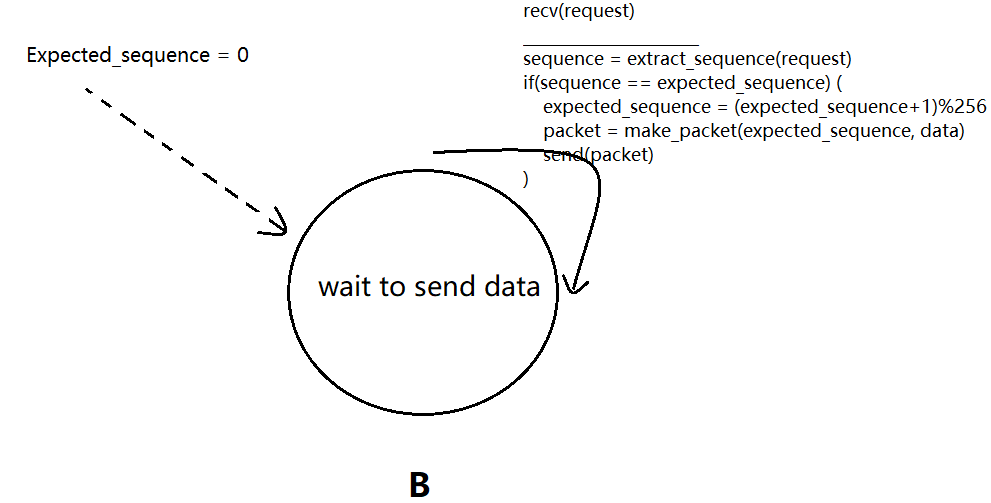 Expected_sequence = 0
recv(request)
sequence = extract_sequence(request)
if(sequence == expected_sequence) (
expected_sequence = (expected_sequence+1)%256
packet = make_packet(expected_sequence, data)
send(packet)
)
wait to send data
B